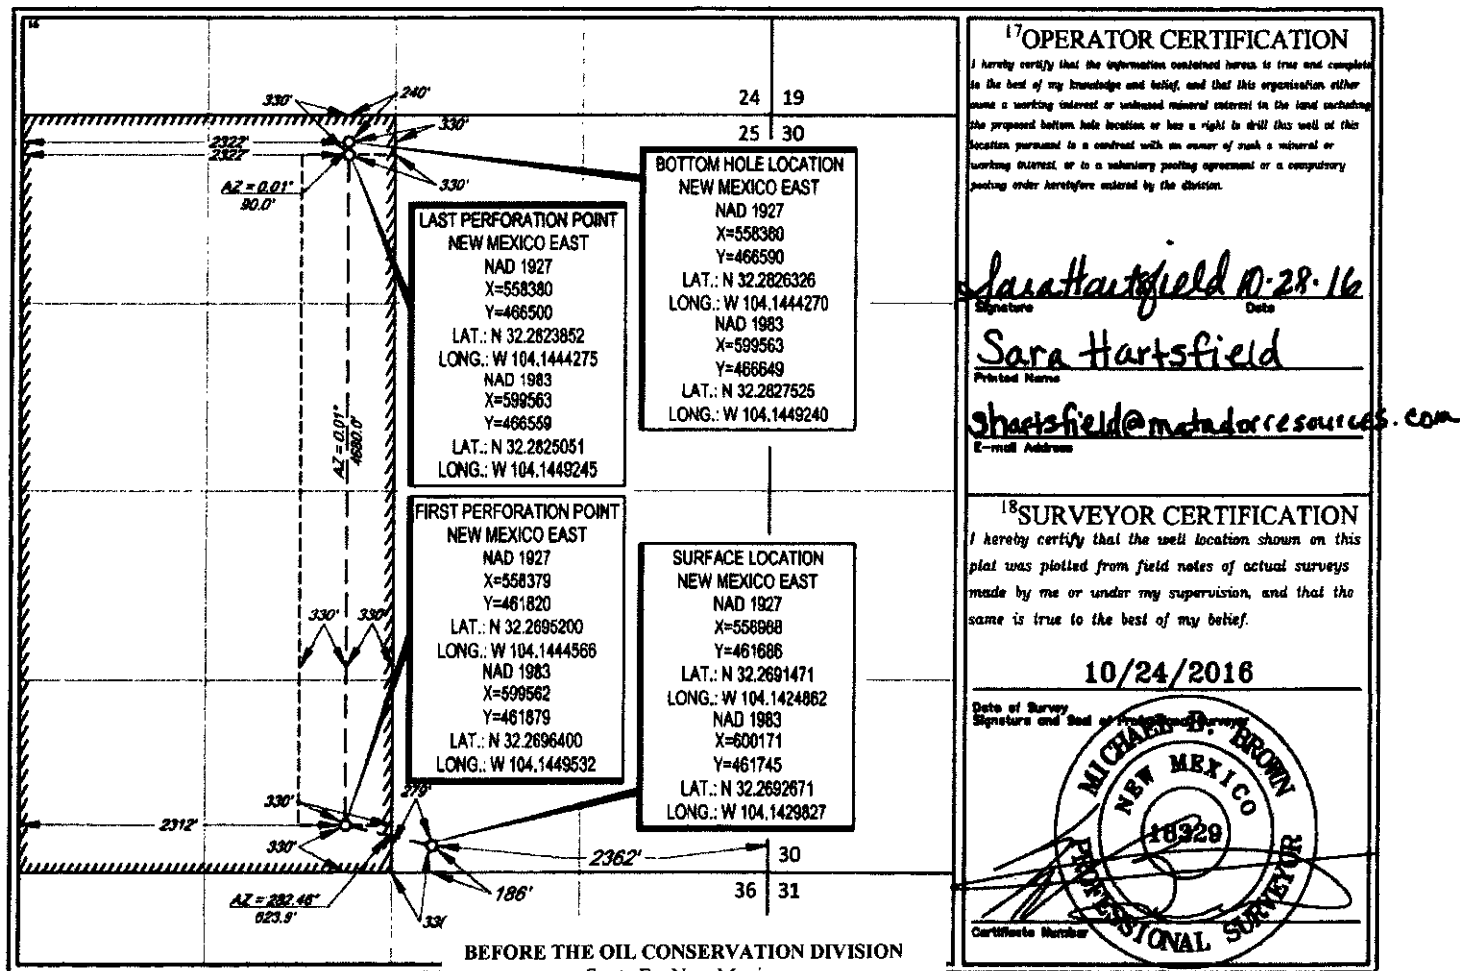 16
330'
240'
24
19
330'
25
30
2322'
2322'
330'
AZ = 0.01°
90.0'
BOTTOM HOLE LOCATION
NEW MEXICO EAST
NAD 1927
X=558380
Y=466590
LAT.: N 32.2826326
LONG.: W 104.1444270
NAD 1983
X=599563
Y=466649
LAT.: N 32.2827525
LONG.: W 104.1449240
LAST PERFORATION POINT
NEW MEXICO EAST
NAD 1927
X=558380
Y=466500
LAT.: N 32.2823852
LONG.: W 104.1444275
NAD 1983
X=599563
Y=466559
LAT.: N 32.2825051
LONG.: W 104.1449245
AZ = 0.01°
4680.0'
FIRST PERFORATION POINT
NEW MEXICO EAST
NAD 1927
X=558379
Y=461820
LAT.: N 32.2695200
LONG.: W 104.1444566
NAD 1983
X=599562
Y=461879
LAT.: N 32.2696400
LONG.: W 104.1449532
SURFACE LOCATION
NEW MEXICO EAST
NAD 1927
X=558988
Y=461686
LAT.: N 32.2691471
LONG.: W 104.1424862
NAD 1983
X=600171
Y=461745
LAT.: N 32.2692671
LONG.: W 104.1429827
330'
330'
330'
279'
2312'
330'
2362'
30
186'
36
31
AZ = 282.46°
623.9'
330'
BEFORE THE OIL CONSERVATION DIVISION
17 OPERATOR CERTIFICATION
I hereby certify that the information contained herein is true and complete
to the best of my knowledge and belief, and that this organization either
owns a working interest or unleased mineral interest in the land including
the proposed bottom hole location or has a right to drill this well at this
location pursuant to a contract with an owner of such a mineral or
working interest, or to a voluntary pooling agreement or a compulsory
pooling order heretofore entered by the division.
Sara Hartsfield 10-28-16
Signature Date
Sara Hartsfield
Printed Name
shartsfield@matadorresources.com
E-mail Address
18 SURVEYOR CERTIFICATION
I hereby certify that the well location shown on this
plat was plotted from field notes of actual surveys
made by me or under my supervision, and that the
same is true to the best of my belief.
10/24/2016
Date of Survey
Signature and Seal of Professional Surveyor
MICHAEL B. BROWN
NEW MEXICO
18329
PROFESSIONAL SURVEYOR
Certificate Number